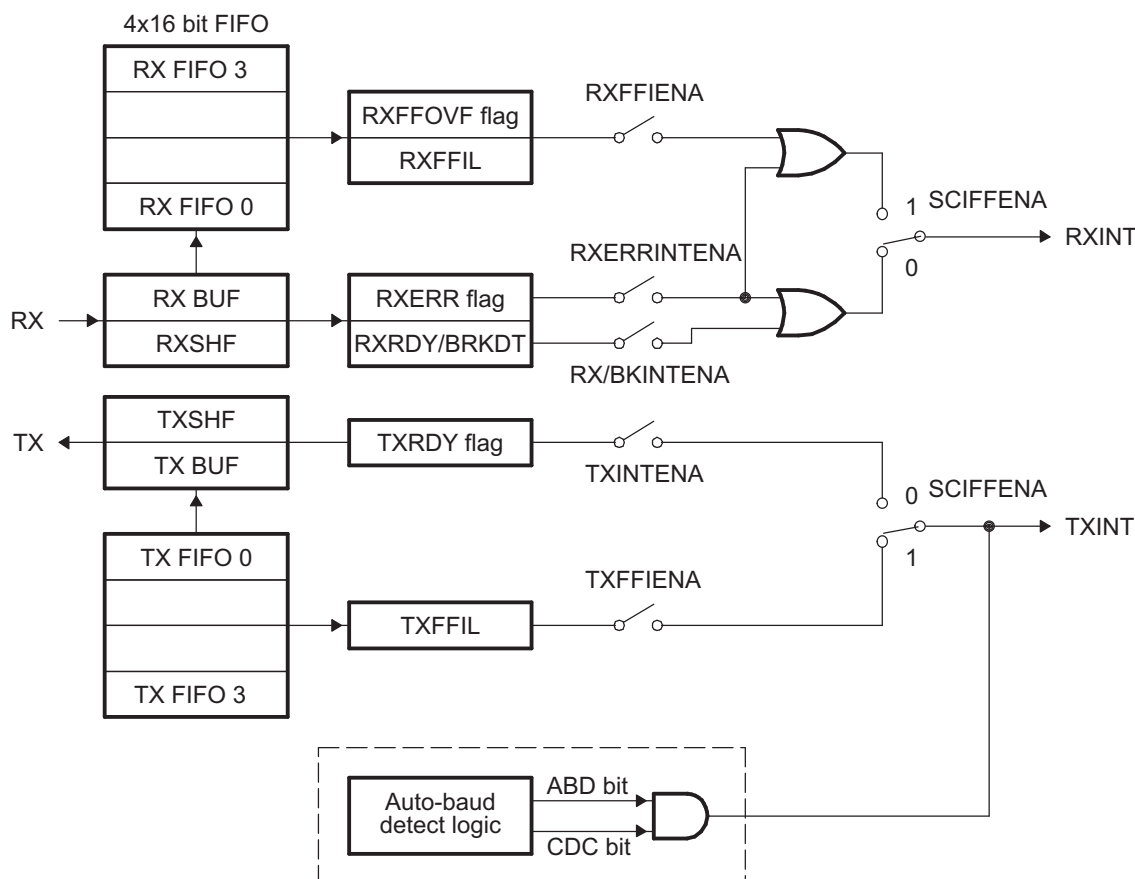 4x16 bit FIFO
RX FIFO 3
RX FIFO 0
RXFFOVF flag
RXFFIL
RXFFIENA
1
SCIFFENA
0
RXINT
RX
RX BUF
RXSHF
RXERR flag
RXRDY/BRKDT
RXERRINTENA
RX/BKINTENA
TX
TXSHF
TX BUF
TXRDY flag
TXINTENA
0
SCIFFENA
1
TXINT
TX FIFO 0
TX FIFO 3
TXFFIL
TXFFIENA
Auto-baud
detect logic
ABD bit
CDC bit